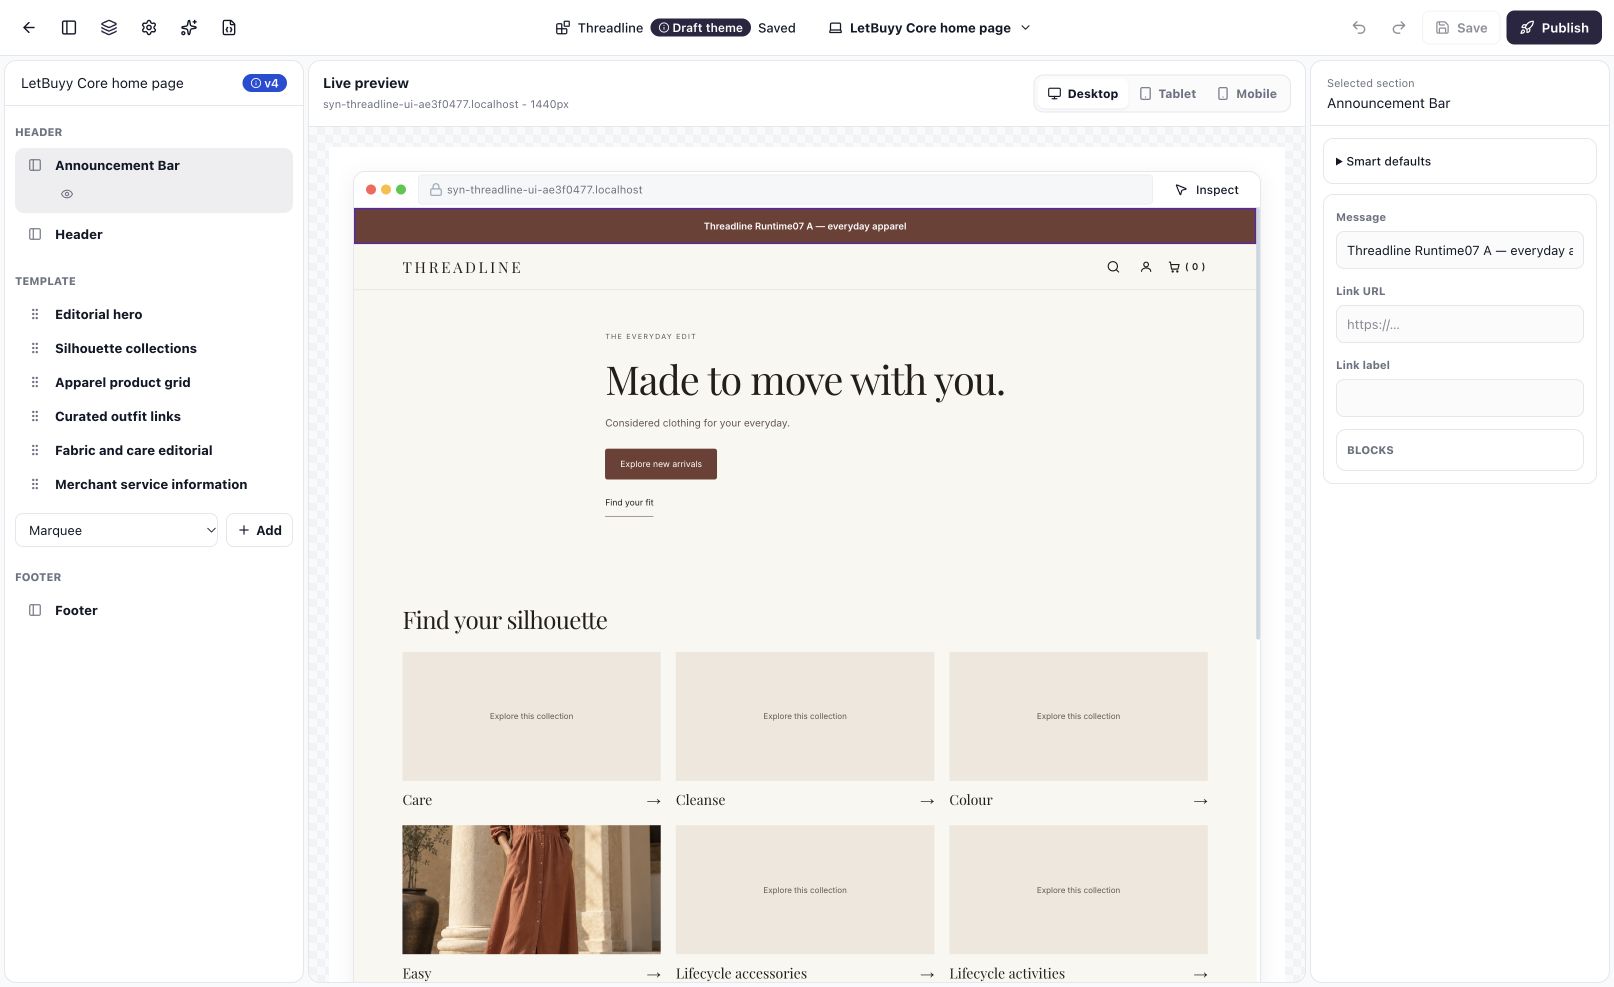 Threadline
Draft theme
Saved
LetBuyy Core home page
Save
Publish
LetBuyy Core home page
v4
HEADER
Announcement Bar
Header
TEMPLATE
Editorial hero
Silhouette collections
Apparel product grid
Curated outfit links
Fabric and care editorial
Merchant service information
Marquee
Add
FOOTER
Footer
Live preview
syn-threadline-ui-ae3f0477.localhost - 1440px
Desktop
Tablet
Mobile
syn-threadline-ui-ae3f0477.localhost
Inspect
Threadline Runtime07 A — everyday apparel
THREADLINE
(0)
THE EVERYDAY EDIT
Made to move with you.
Considered clothing for your everyday.
Explore new arrivals
Find your fit
Find your silhouette
Explore this collection
Explore this collection
Explore this collection
Care →
Cleanse →
Colour →
Explore this collection
Explore this collection
Easy →
Lifecycle accessories →
Lifecycle activities →
Selected section
Announcement Bar
Smart defaults
Message
Threadline Runtime07 A — everyday a
Link URL
https://...
Link label
BLOCKS